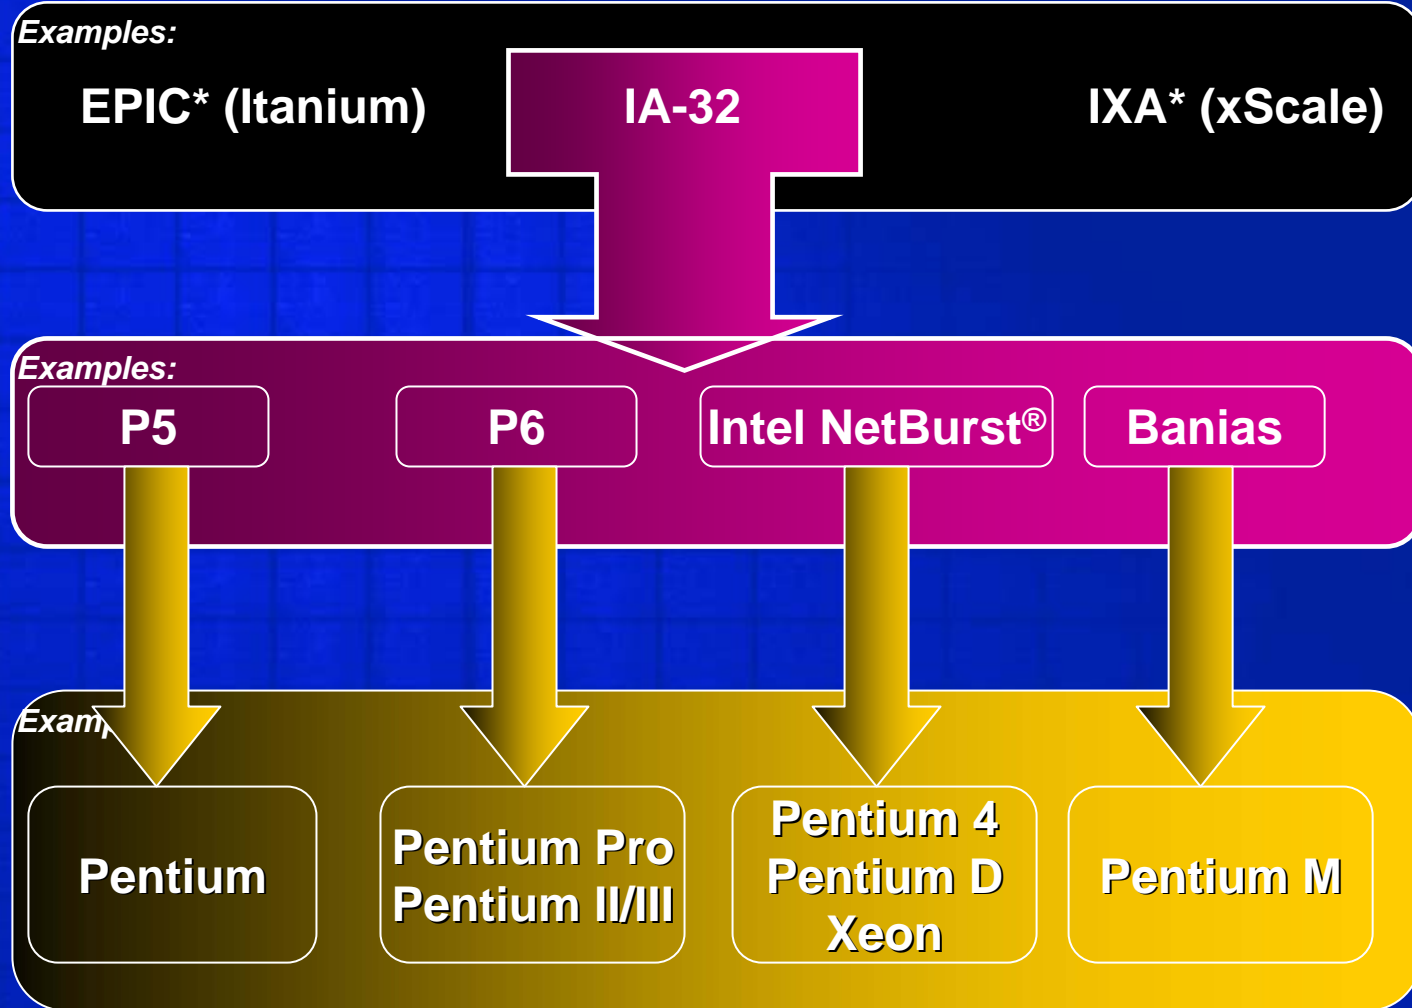 Examples:
EPIC* (Itanium)
IA-32
IXA* (xScale)
Examples:
P5
P6
Intel NetBurst®
Banias
Pentium
Pentium Pro
Pentium II/III
Pentium 4
Pentium D
Xeon
Pentium M